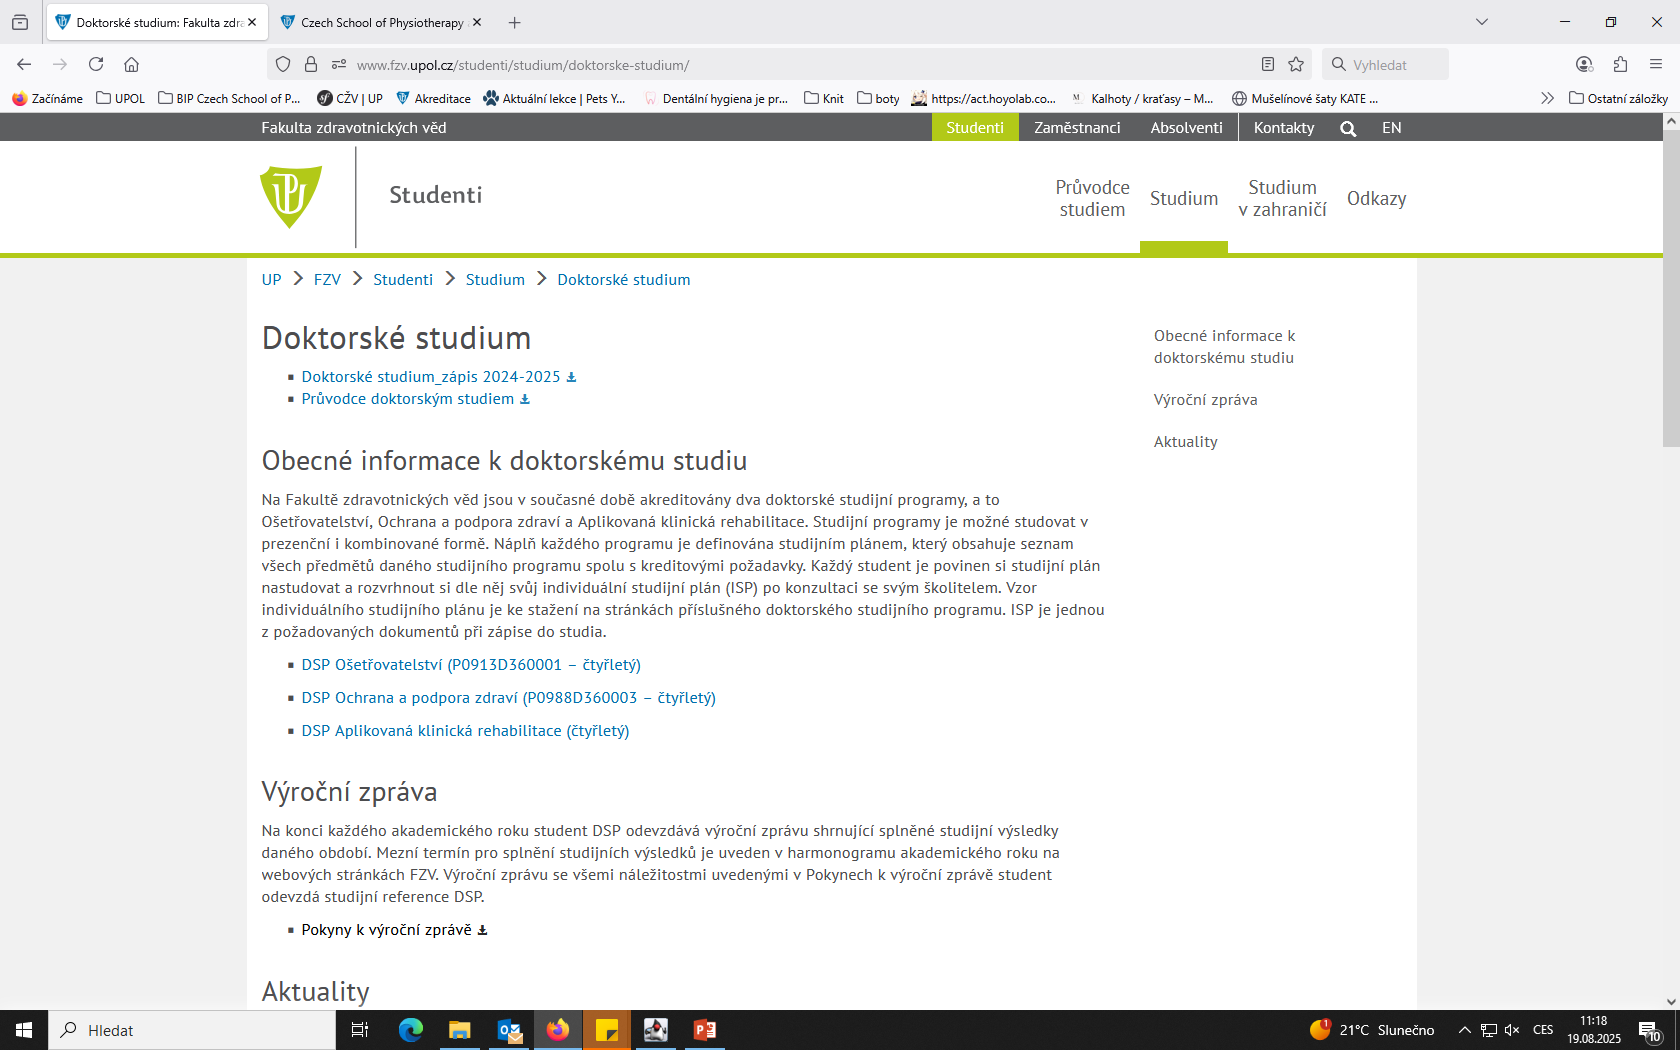 Doktorské studium: Fakulta zdra
Czech School of Physiotherapy
www.fzv.upol.cz/studenti/studium/doktorske-studium/
Vyhledat
Začínáme
UPOL
BIP Czech School of P...
CŽV | UP
Akreditace
Aktuální lekce | Pets Y...
Dentální hygiena je pr...
Knit
boty
https://act.hoyolab.co...
M
Kalhoty / kraťasy – M...
Mušelínové šaty KATE ...
Ostatní záložky
Fakulta zdravotnických věd
Studenti
Zaměstnanci
Absolventi
Kontakty
EN
Studenti
Průvodce
studiem
Studium
Studium
v zahraničí
Odkazy
UP > FZV > Studenti > Studium > Doktorské studium
Doktorské studium
Doktorské studium_zápis 2024-2025
Průvodce doktorským studiem
Obecné informace k doktorskému studiu
Na Fakultě zdravotnických věd jsou v současné době akreditovány dva doktorské studijní programy, a to
Ošetřovatelství, Ochrana a podpora zdraví a Aplikovaná klinická rehabilitace. Studijní programy je možné studovat v
prezenční i kombinované formě. Náplň každého programu je definována studijním plánem, který obsahuje seznam
všech předmětů daného studijního programu spolu s kreditovými požadavky. Každý student je povinen si studijní plán
nastudovat a rozvrhnout si dle něj svůj individuální studijní plán (ISP) po konzultaci se svým školitelem. Vzor
individuálního studijního plánu je ke stažení na stránkách příslušného doktorského studijního programu. ISP je jednou
z požadovaných dokumentů při zápise do studia.
DSP Ošetřovatelství (P0913D360001 – čtyřletý)
DSP Ochrana a podpora zdraví (P0988D360003 – čtyřletý)
DSP Aplikovaná klinická rehabilitace (čtyřletý)
Výroční zpráva
Na konci každého akademického roku student DSP odevzdává výroční zprávu shrnující splněné studijní výsledky
daného období. Mezní termín pro splnění studijních výsledků je uveden v harmonogramu akademického roku na
webových stránkách FZV. Výroční zprávu se všemi náležitostmi uvedenými v Pokynech k výroční zprávě student
odevzdá studijní reference DSP.
Pokyny k výroční zprávě
Aktuality
Obecné informace k
doktorskému studiu
Výroční zpráva
Aktuality
Hledat
1
21°C Slunečno
CES
11:18
19.08.2025
10